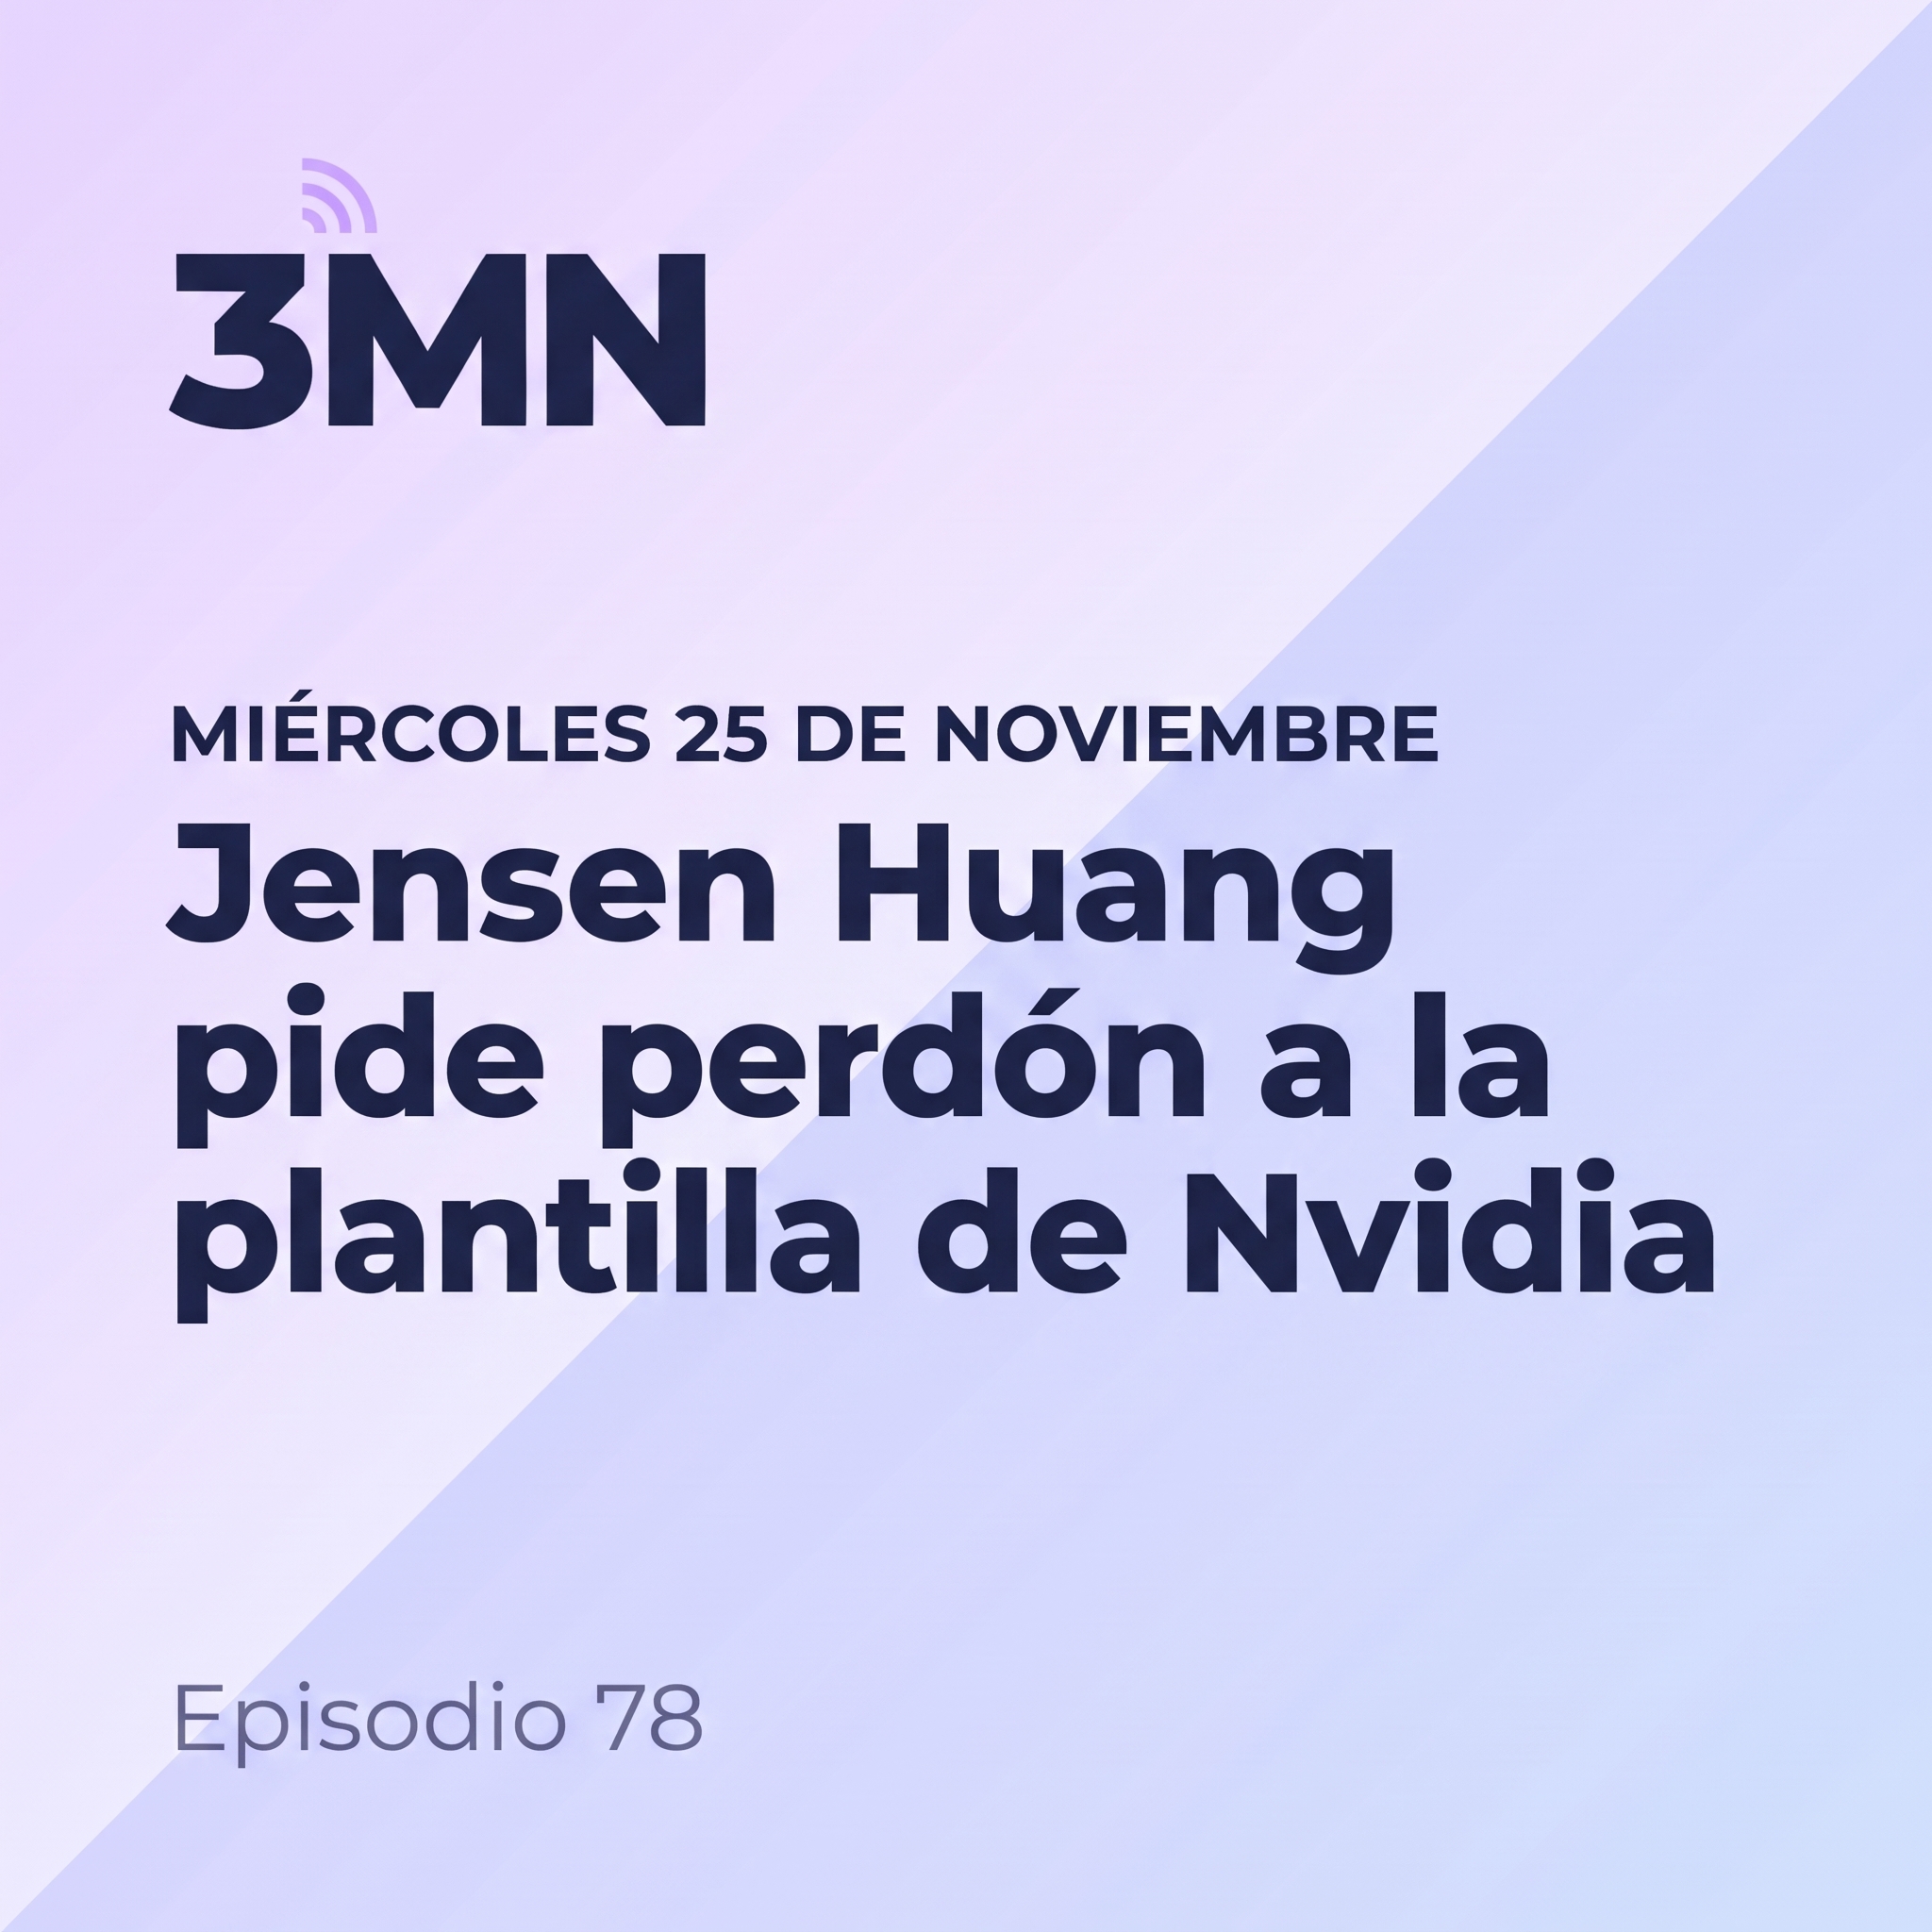 3MN
MIÉRCOLES 25 DE NOVIEMBRE
Jensen Huang
pide perdón a la
plantilla de Nvidia
Episodio 78